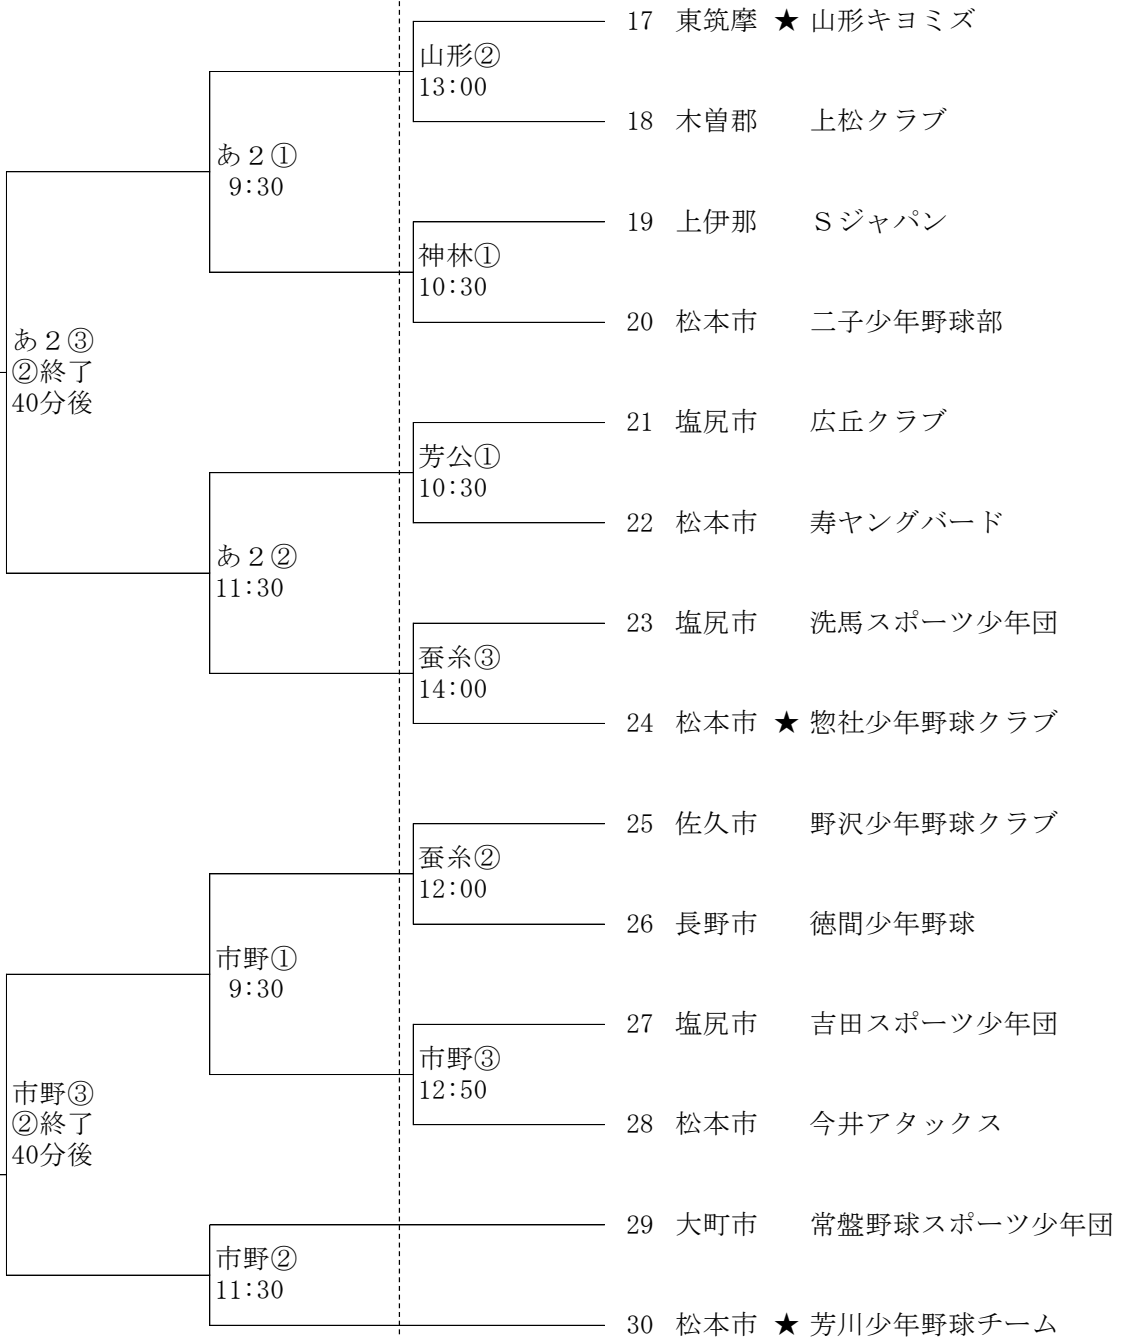 17 東筑摩 ★ 山形キヨミズ
山形②
13:00
18 木曽郡 上松クラブ
あ２①
9:30
19 上伊那 Ｓジャパン
神林①
10:30
20 松本市 二子少年野球部
あ２③
②終了
40分後
21 塩尻市 広丘クラブ
芳公①
10:30
22 松本市 寿ヤングバード
あ２②
11:30
23 塩尻市 洗馬スポーツ少年団
蚕糸③
14:00
24 松本市 ★ 惣社少年野球クラブ
25 佐久市 野沢少年野球クラブ
蚕糸②
12:00
26 長野市 徳間少年野球
市野①
9:30
27 塩尻市 吉田スポーツ少年団
市野③
12:50
28 松本市 今井アタックス
市野③
②終了
40分後
29 大町市 常盤野球スポーツ少年団
市野②
11:30
30 松本市 ★ 芳川少年野球チーム